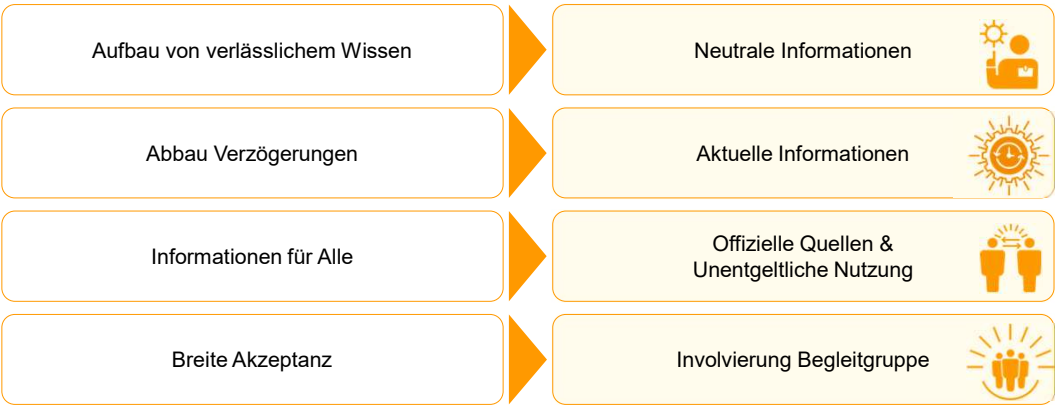 Aufbau von verlässlichem Wissen
Neutrale Informationen
Abbau Verzögerungen
Aktuelle Informationen
Informationen für Alle
Offizielle Quellen &
Unentgeltliche Nutzung
Breite Akzeptanz
Involvierung Begleitgruppe